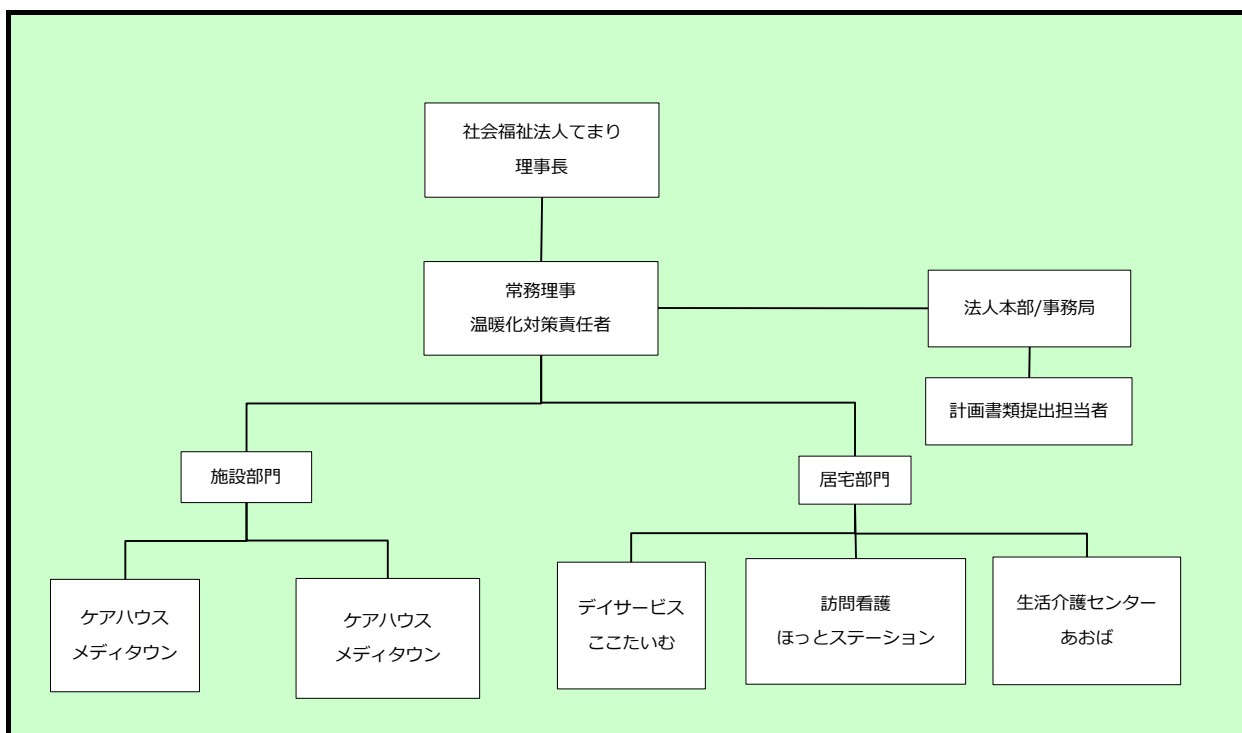 社会福祉法人てまり
理事長
常務理事
温暖化対策責任者
法人本部/事務局
計画書類提出担当者
施設部門
居宅部門
ケアハウス
メディタウン
ケアハウス
メディタウン
デイサービス
ここたいむ
訪問看護
ほっとステーション
生活介護センター
あおば